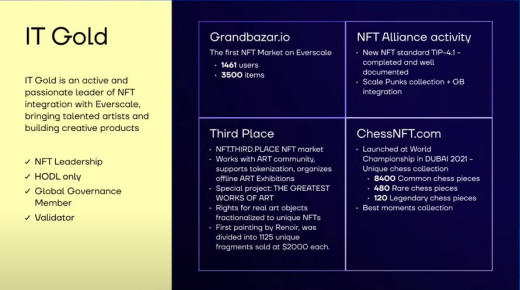 IT Gold
IT Gold is an active and
passionate leader of NFT
integration with Everscale,
bringing talented artists and
building creative products
✓ NFT Leadership
✓ HODL only
✓ Global Governance
Member
✓ Validator
Grandbazar.io
The first NFT Market on Everscale
• 1461 users
• 3500 items
NFT Alliance activity
• New NFT standard TIP-4.1 -
completed and well
documented
• Scale Punks collection + GB
integration
Third Place
• NFT.THIRD.PLACE NFT market
• Works with ART community,
supports tokenization, organizes
offline ART Exhibitions
• Special project: THE GREATEST
WORKS OF ART
• Rights for real art objects
fractionalized to unique NFTs
• First painting by Renoir, was
divided into 1125 unique
fragments sold at $2000 each.
ChessNFT.com
• Launched at World
Championship in DUBAI 2021 -
Unique chess collection
• 8400 Common chess pieces
• 480 Rare chess pieces
• 120 Legendary chess pieces
• Best moments collection